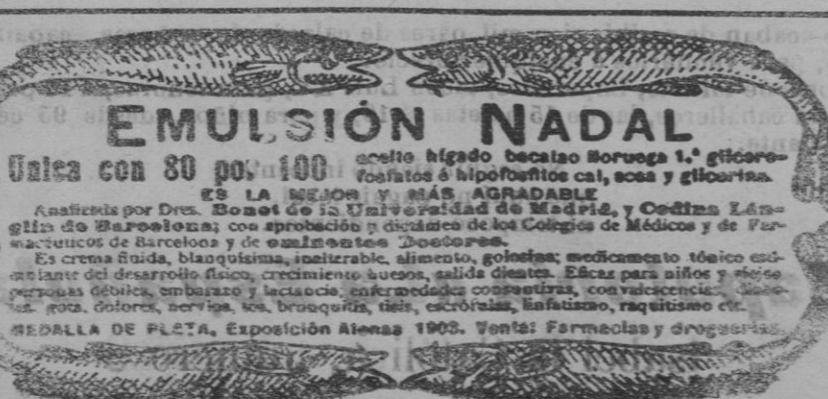 EMULSIÓN NADAL
Unica con 80 por 100 aceite hígado bacalao Noruega 1.ª glicero-
fosfatos é hipofosfitos cal, sosa y glicerina.
ES LA MEJOR Y MÁS AGRADABLE
Analizada por Dres. Bonet de la Universidad de Madrid, y Codina Län-
glin de Barcelona; con aprobación y dictámen de los Colegios de Médicos y de Far-
macéuticos de Barcelona y de eminentes Doctores.
Es crema fluida, blanquísima, inalterable, alimento, golosina; medicamento tónico esti-
mulante del desarrollo físico, crecimiento huesos, salida dientes. Eficaz para niños y viejos
personas débiles, embarazo y lactancia, enfermedades consuntivas, convalescencias,
gota, dolores, nervios, tos, bronquitis, tisis, escrófulas, linfatismo, raquitismo etc.
MEDALLA DE PLATA, Exposición Atenas 1903. Venta: Farmacias y droguerías.